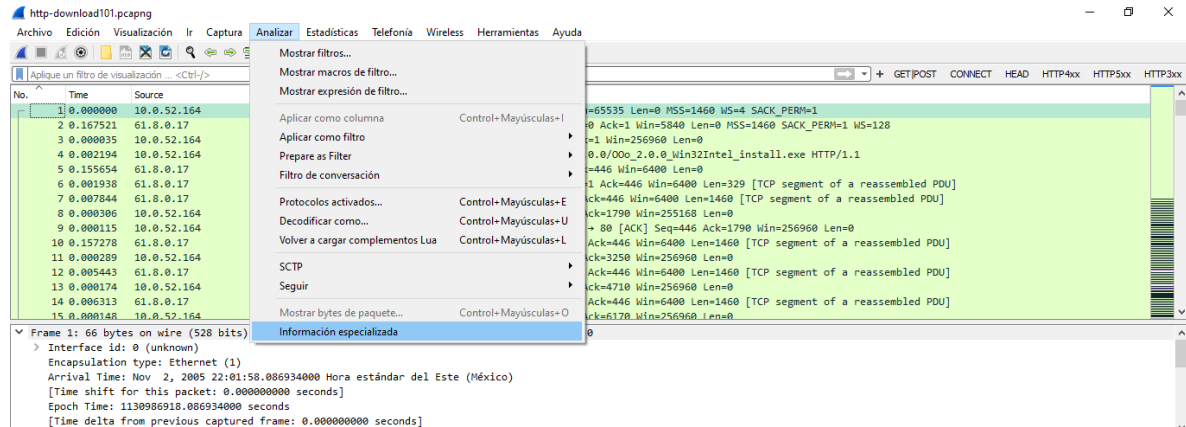 http-download101.pcapng
Archivo Edición Visualización Ir Captura Analizar Estadísticas Telefonía Wireless Herramientas Ayuda
Aplique un filtro de visualización … <Ctrl-/> + GET|POST CONNECT HEAD HTTP4xx HTTP5xx HTTP3xx
No. Time Source
1 0.000000 10.0.52.164 =65535 Len=0 MSS=1460 WS=4 SACK_PERM=1
2 0.167521 61.8.0.17 =0 Ack=1 Win=5840 Len=0 MSS=1460 SACK_PERM=1 WS=128
3 0.000035 10.0.52.164 =1 Win=256960 Len=0
4 0.002194 10.0.52.164 .0.0/OOo_2.0.0_Win32Intel_install.exe HTTP/1.1
5 0.155654 61.8.0.17 =446 Win=6400 Len=0
6 0.001938 61.8.0.17 =1 Ack=446 Win=6400 Len=329 [TCP segment of a reassembled PDU]
7 0.007844 61.8.0.17 Ack=446 Win=6400 Len=1460 [TCP segment of a reassembled PDU]
8 0.000306 10.0.52.164 Ack=1790 Win=255168 Len=0
9 0.000115 10.0.52.164 → 80 [ACK] Seq=446 Ack=1790 Win=256960 Len=0
10 0.157278 61.8.0.17 Ack=446 Win=6400 Len=1460 [TCP segment of a reassembled PDU]
11 0.000289 10.0.52.164 Ack=3250 Win=256960 Len=0
12 0.005443 61.8.0.17 Ack=446 Win=6400 Len=1460 [TCP segment of a reassembled PDU]
13 0.000174 10.0.52.164 Ack=4710 Win=256960 Len=0
14 0.006313 61.8.0.17 Ack=446 Win=6400 Len=1460 [TCP segment of a reassembled PDU]
15 0.000148 10.0.52.164 Ack=6170 Win=256960 Len=0
Mostrar filtros...
Mostrar macros de filtro...
Mostrar expresión de filtro...
Aplicar como columna Control+Mayúsculas+I
Aplicar como filtro
Prepare as Filter
Filtro de conversación
Protocolos activados... Control+Mayúsculas+E
Decodificar como... Control+Mayúsculas+U
Volver a cargar complementos Lua Control+Mayúsculas+L
SCTP
Seguir
Mostrar bytes de paquete... Control+Mayúsculas+O
Información especializada
Frame 1: 66 bytes on wire (528 bits) 0
Interface id: 0 (unknown)
Encapsulation type: Ethernet (1)
Arrival Time: Nov 2, 2005 22:01:58.086934000 Hora estándar del Este (México)
[Time shift for this packet: 0.000000000 seconds]
Epoch Time: 1130986918.086934000 seconds
[Time delta from previous captured frame: 0.000000000 seconds]